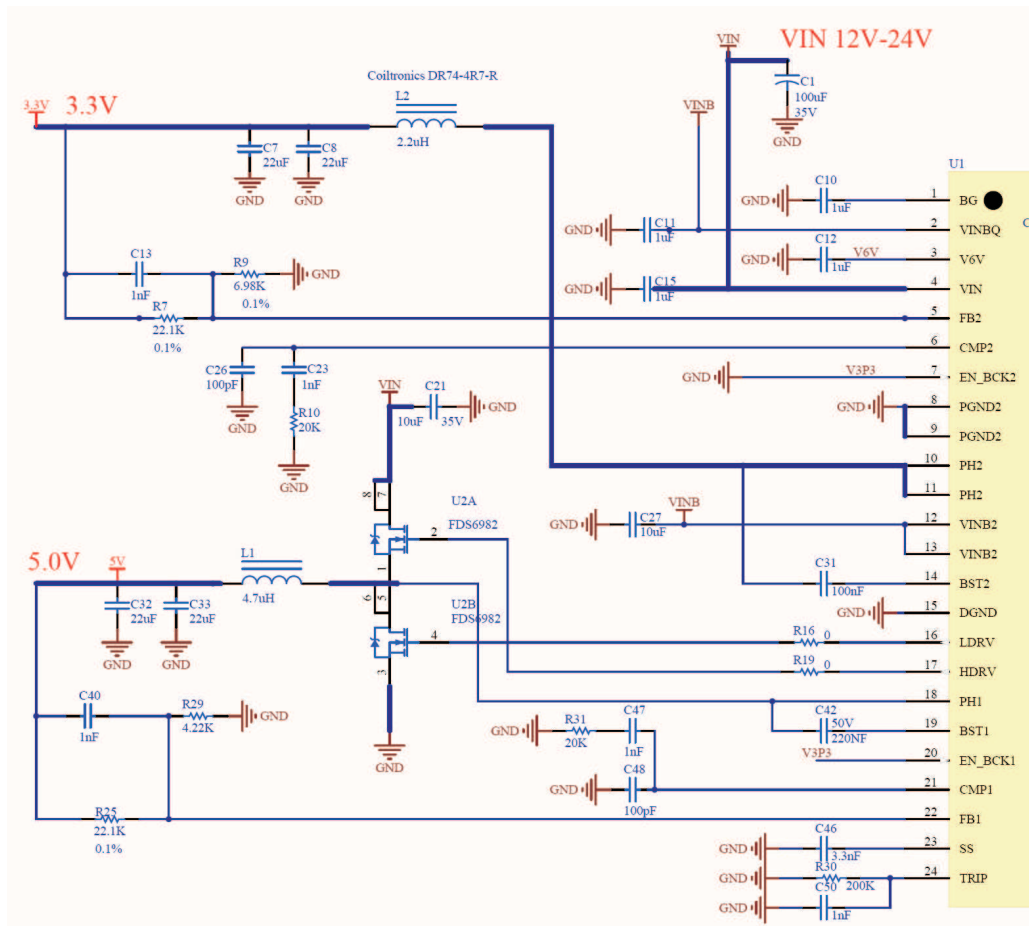 VIN 12V-24V
VIN
C1
100uF
35V
GND
Coiltronics DR74-4R7-R
L2
2.2uH
3.3V
3.3V
VINB
C7
22uF
GND
C8
22uF
GND
U1
GND
C10
1uF
1
BG
GND
C11
1uF
2
VINBQ
GND
C12
1uF
V6V
3
V6V
GND
C15
1uF
4
VIN
C13
1nF
R9
6.98K
0.1%
GND
R7
22.1K
0.1%
5
FB2
6
CMP2
C26
100pF
GND
C23
1nF
R10
20K
GND
GND
V3P3
7
EN_BCK2
VIN
C21
10uF
35V
GND
GND
8
PGND2
9
PGND2
10
PH2
11
PH2
8
7
U2A
FDS6982
2
1
GND
C27
10uF
VINB
12
VINB2
13
VINB2
5.0V
5V
L1
4.7uH
C31
100nF
14
BST2
C32
22uF
GND
C33
22uF
GND
6
5
U2B
FDS6982
4
3
GND
GND
15
DGND
R16
0
16
LDRV
R19
0
17
HDRV
18
PH1
C40
1nF
R29
4.22K
GND
GND
R31
20K
C47
1nF
C42
50V
220NF
19
BST1
V3P3
20
EN_BCK1
GND
C48
100pF
21
CMP1
R25
22.1K
0.1%
22
FB1
GND
C46
3.3nF
23
SS
GND
R30
200K
24
TRIP
GND
C50
1nF